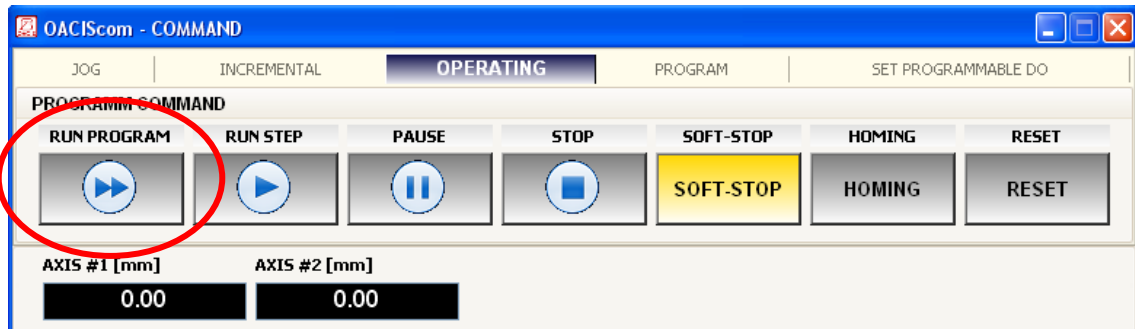 OACIScom - COMMAND
JOG INCREMENTAL OPERATING PROGRAM SET PROGRAMMABLE DO
PROGRAMM COMMAND
RUN PROGRAM RUN STEP PAUSE STOP SOFT-STOP HOMING RESET
SOFT-STOP HOMING RESET
AXIS #1 [mm] AXIS #2 [mm]
0.00 0.00